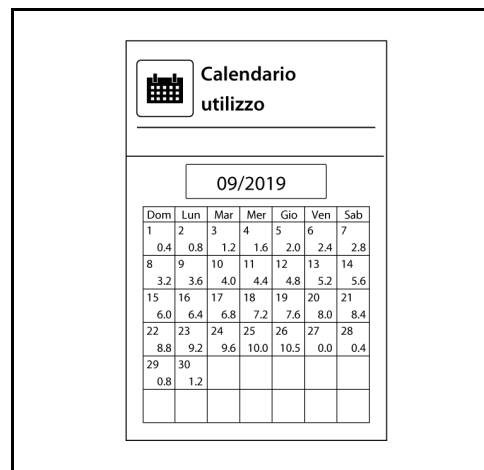 Calendario
utilizzo
09/2019
Dom Lun Mar Mer Gio Ven Sab
1 2 3 4 5 6 7
0.4 0.8 1.2 1.6 2.0 2.4 2.8
8 9 10 11 12 13 14
3.2 3.6 4.0 4.4 4.8 5.2 5.6
15 16 17 18 19 20 21
6.0 6.4 6.8 7.2 7.6 8.0 8.4
22 23 24 25 26 27 28
8.8 9.2 9.6 10.0 10.5 0.0 0.4
29 30
0.8 1.2